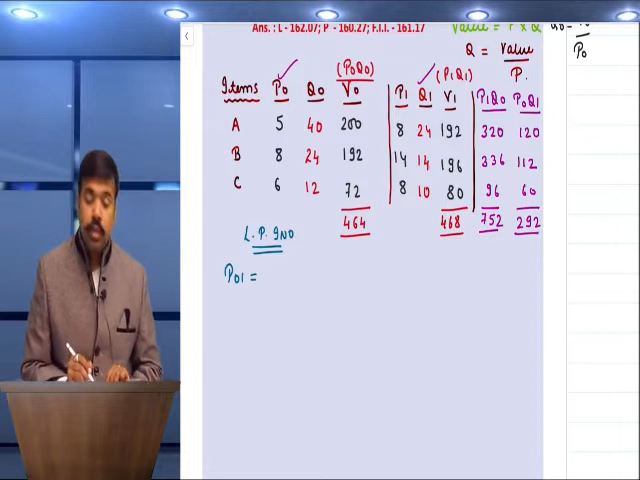 Ans. : L - 162.07; P - 160.27; F.I.I. - 161.17
Value = P x Q
Q = Value / P.
P0
(P0Q0) (P1Q1)
Items P0 Q0 V0 P1 Q1 V1 P1Q0 P0Q1
A 5 40 200 8 24 192 320 120
B 8 24 192 14 14 196 336 112
C 6 12 72 8 10 80 96 60
464 468 752 292
L.P. INO
P01 =